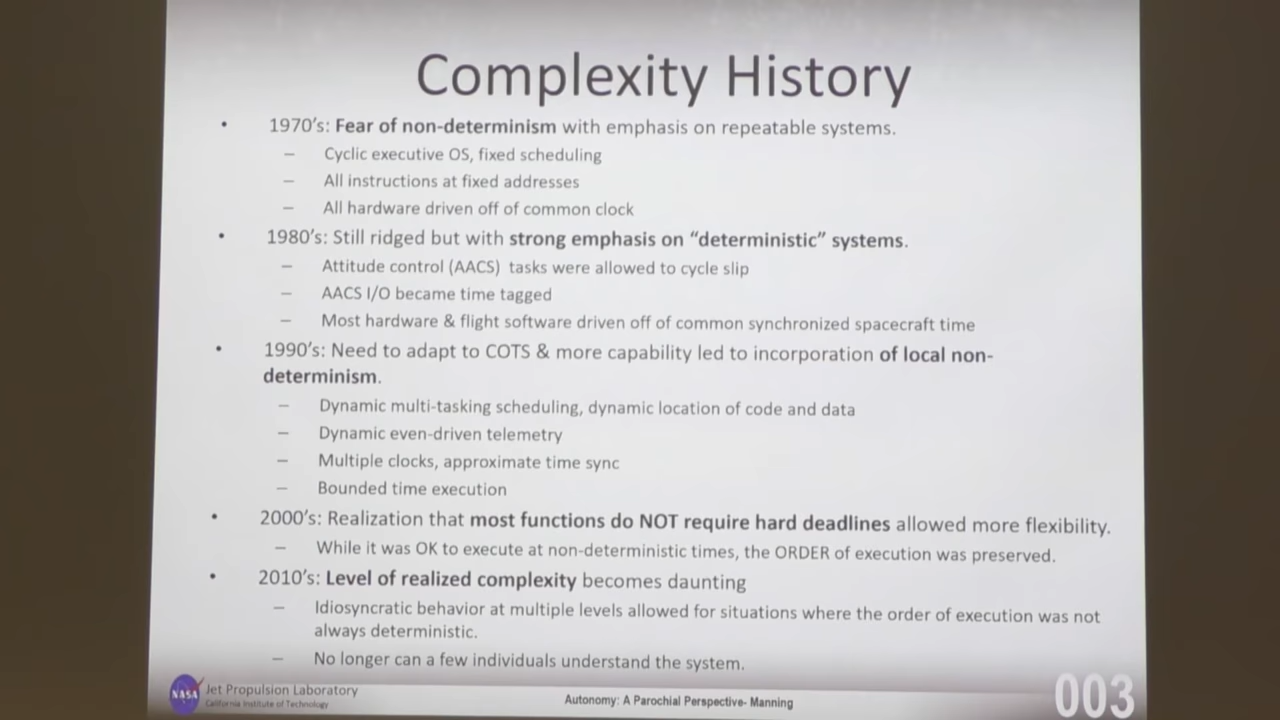 Complexity History
• 1970's: Fear of non-determinism with emphasis on repeatable systems.
– Cyclic executive OS, fixed scheduling
– All instructions at fixed addresses
– All hardware driven off of common clock
• 1980's: Still ridged but with strong emphasis on “deterministic” systems.
– Attitude control (AACS) tasks were allowed to cycle slip
– AACS I/O became time tagged
– Most hardware & flight software driven off of common synchronized spacecraft time
• 1990's: Need to adapt to COTS & more capability led to incorporation of local non-
determinism.
– Dynamic multi-tasking scheduling, dynamic location of code and data
– Dynamic even-driven telemetry
– Multiple clocks, approximate time sync
– Bounded time execution
• 2000's: Realization that most functions do NOT require hard deadlines allowed more flexibility.
– While it was OK to execute at non-deterministic times, the ORDER of execution was preserved.
• 2010's: Level of realized complexity becomes daunting
– Idiosyncratic behavior at multiple levels allowed for situations where the order of execution was not
always deterministic.
– No longer can a few individuals understand the system.
NASA
Jet Propulsion Laboratory
California Institute of Technology
Autonomy: A Parochial Perspective- Manning
003